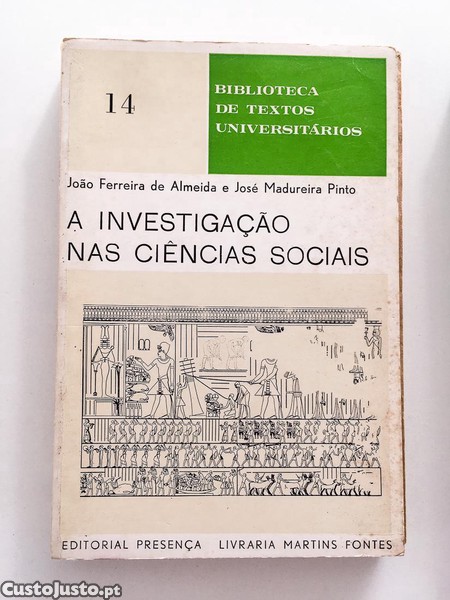 14
BIBLIOTECA
DE TEXTOS
UNIVERSITÁRIOS
João Ferreira de Almeida e José Madureira Pinto
A INVESTIGAÇÃO
NAS CIÊNCIAS SOCIAIS
EDITORIAL PRESENÇA LIVRARIA MARTINS FONTES
CustoJusto.pt